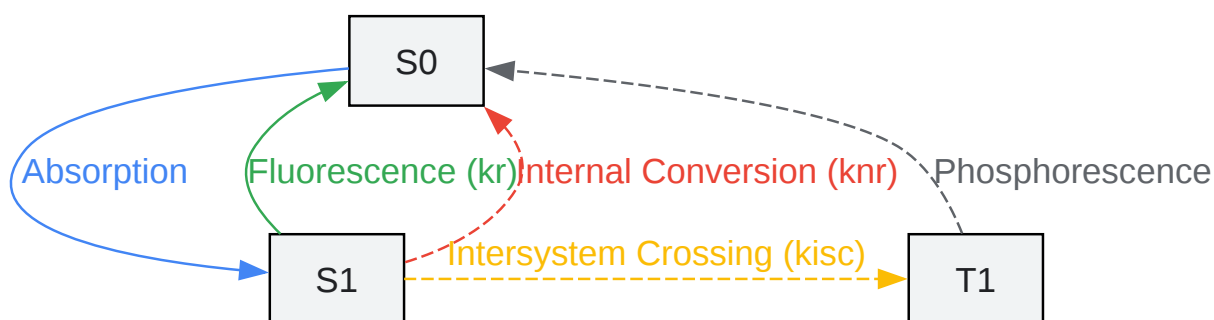 S0
Absorption
Fluorescence (kr)
Internal Conversion (knr)
Phosphorescence
Intersystem Crossing (kisc)
S1
T1